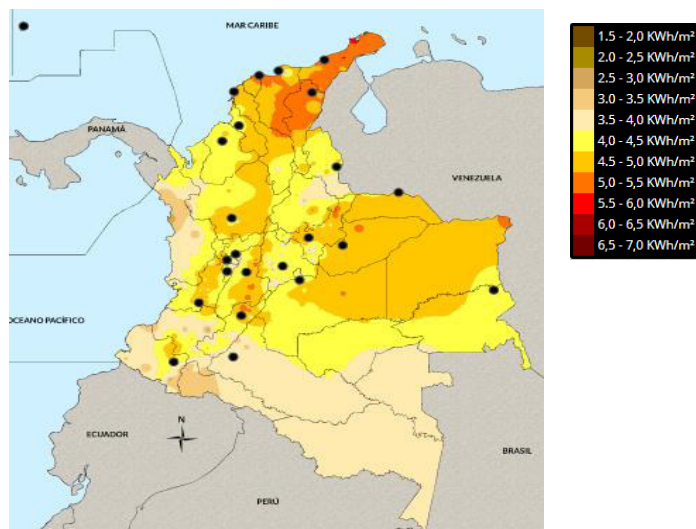 MAR CARIBE
PANAMÁ
VENEZUELA
OCEANO PACÍFICO
N
ECUADOR
BRASIL
PERÚ
1.5 - 2,0 KWh/m²
2.0 - 2,5 KWh/m²
2.5 - 3,0 KWh/m²
3.0 - 3.5 KWh/m²
3.5 - 4,0 KWh/m²
4,0 - 4,5 KWh/m²
4.5 - 5,0 KWh/m²
5,0 - 5,5 KWh/m²
5,5 - 6,0 KWh/m²
6,0 - 6,5 KWh/m²
6,5 - 7,0 KWh/m²